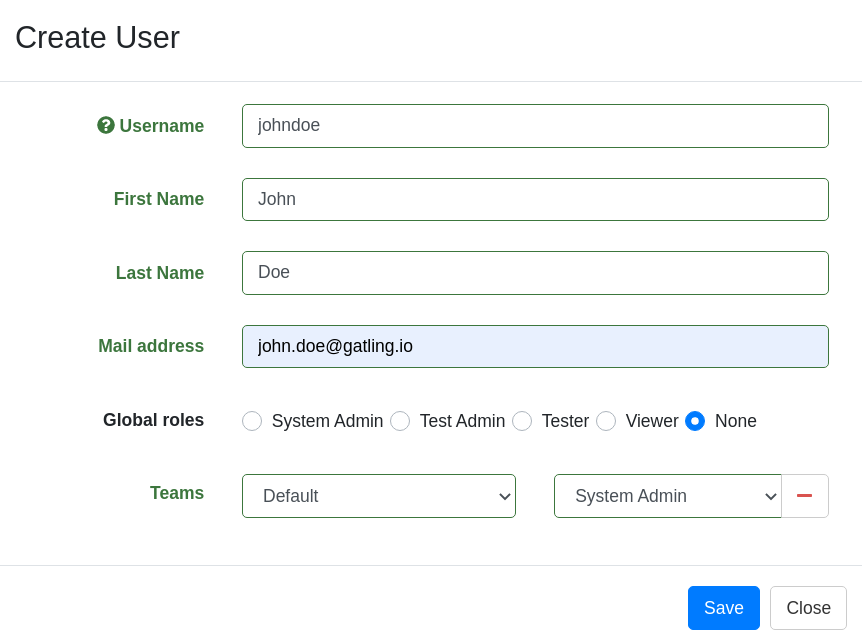 Create User
? Username johndoe
First Name John
Last Name Doe
Mail address john.doe@gatling.io
Global roles System Admin Test Admin Tester Viewer None
Teams Default System Admin
Save Close